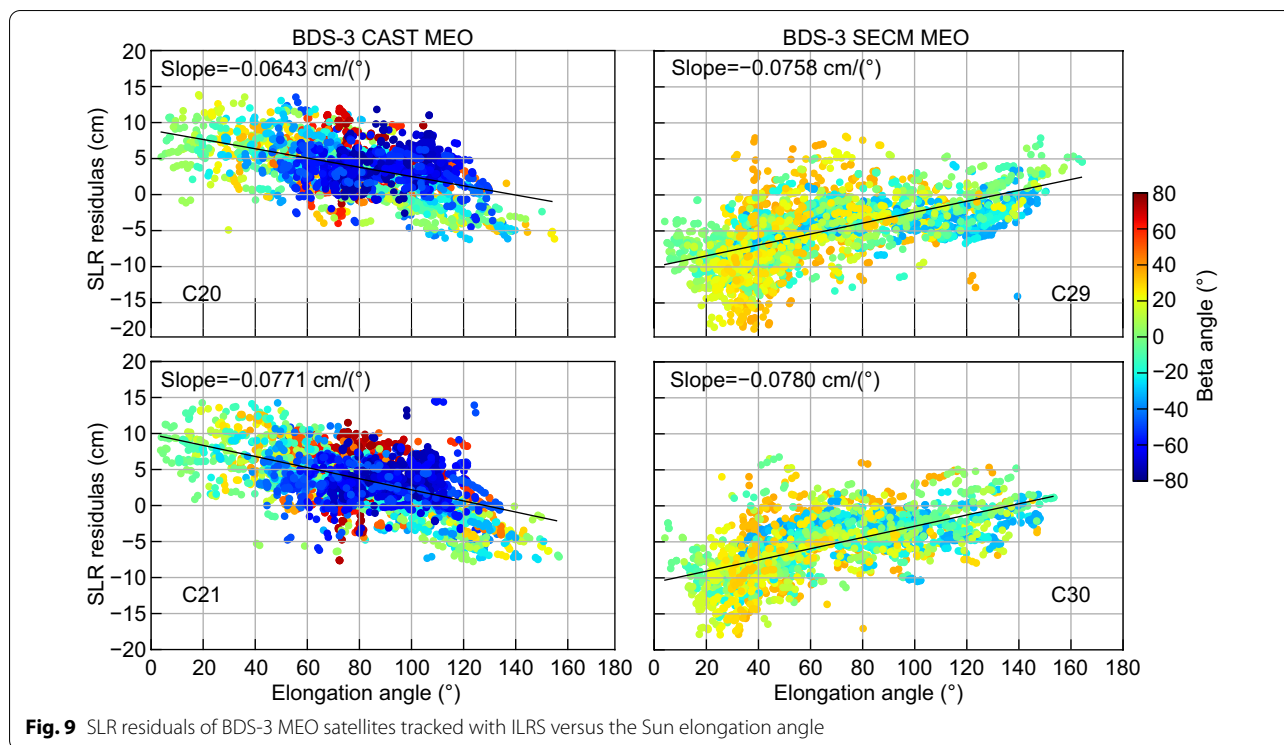 BDS-3 CAST MEO
BDS-3 SECM MEO
20
15
10
5
0
−5
−10
−15
−20
SLR residulas (cm)
Slope=−0.0643 cm/(°)
C20
Slope=−0.0758 cm/(°)
C29
20
15
10
5
0
−5
−10
−15
−20
SLR residulas (cm)
Slope=−0.0771 cm/(°)
C21
Slope=−0.0780 cm/(°)
C30
0 20 40 60 80 100 120 140 160 180
Elongation angle (°)
0 20 40 60 80 100 120 140 160 180
Elongation angle (°)
80
60
40
20
0
−20
−40
−60
−80
Beta angle (°)
Fig. 9 SLR residuals of BDS-3 MEO satellites tracked with ILRS versus the Sun elongation angle